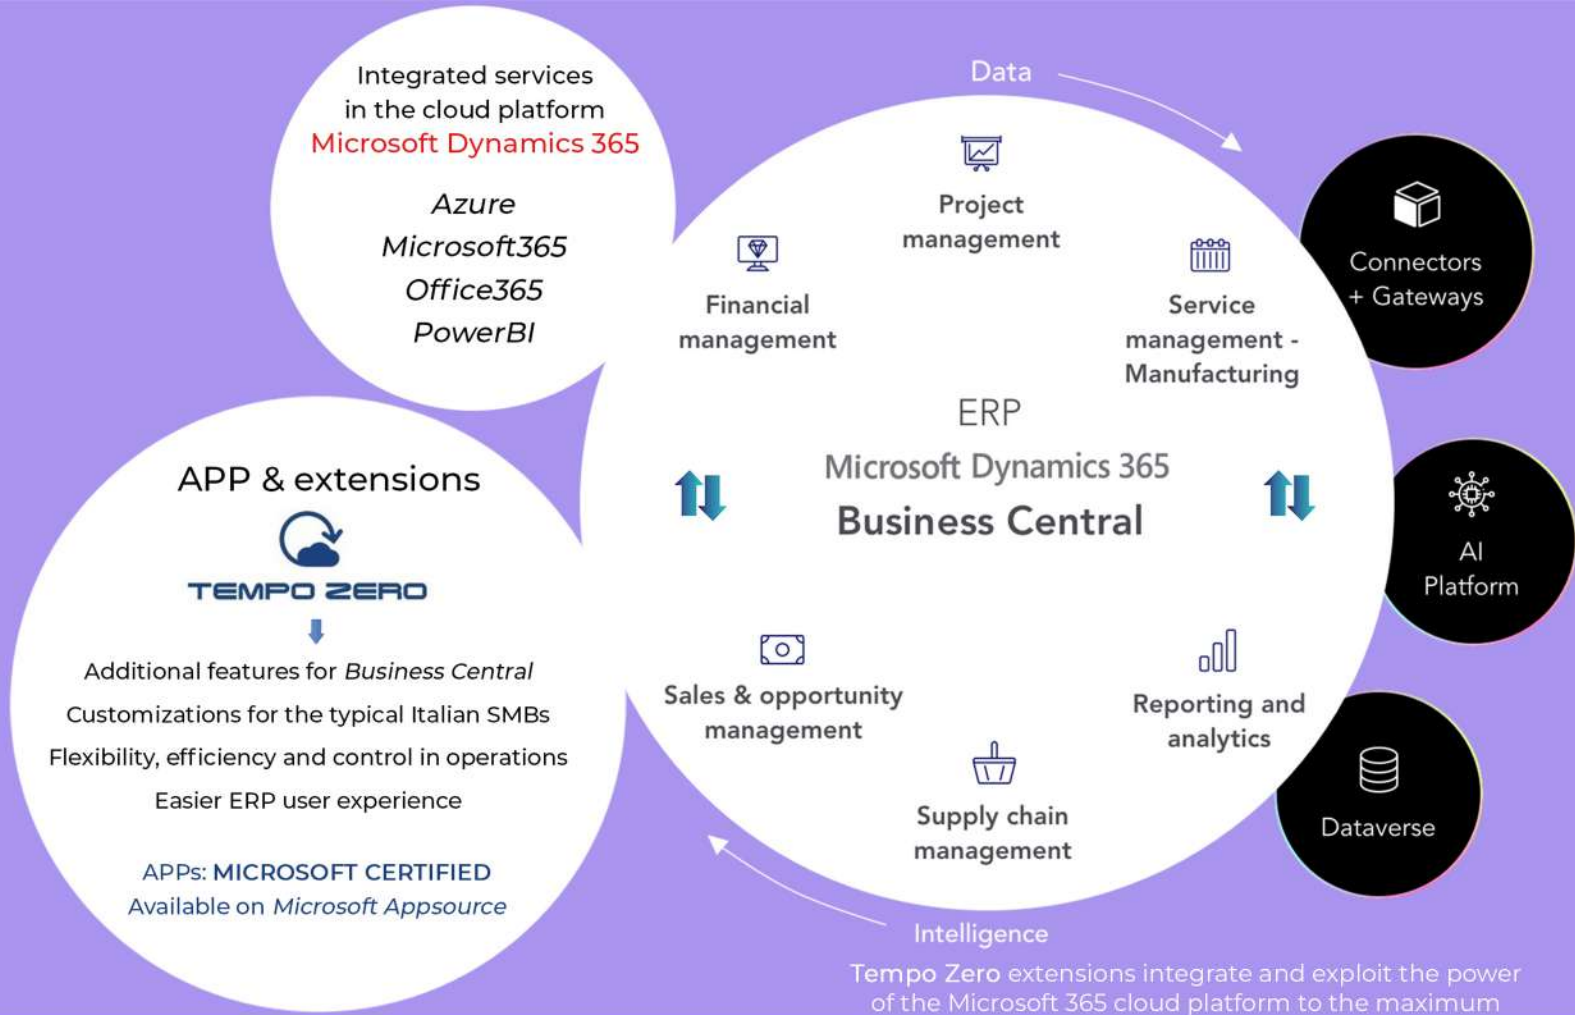 Integrated services
in the cloud platform
Microsoft Dynamics 365
Azure
Microsoft365
Office365
PowerBI
APP & extensions
TEMPO ZERO
Additional features for Business Central
Customizations for the typical Italian SMBs
Flexibility, efficiency and control in operations
Easier ERP user experience
APPs: MICROSOFT CERTIFIED
Available on Microsoft Appsource
Data
Project
management
Financial
management
Service
management -
Manufacturing
ERP
Microsoft Dynamics 365
Business Central
Sales & opportunity
management
Reporting and
analytics
Supply chain
management
Connectors
+ Gateways
AI
Platform
Dataverse
Intelligence
Tempo Zero extensions integrate and exploit the power
of the Microsoft 365 cloud platform to the maximum